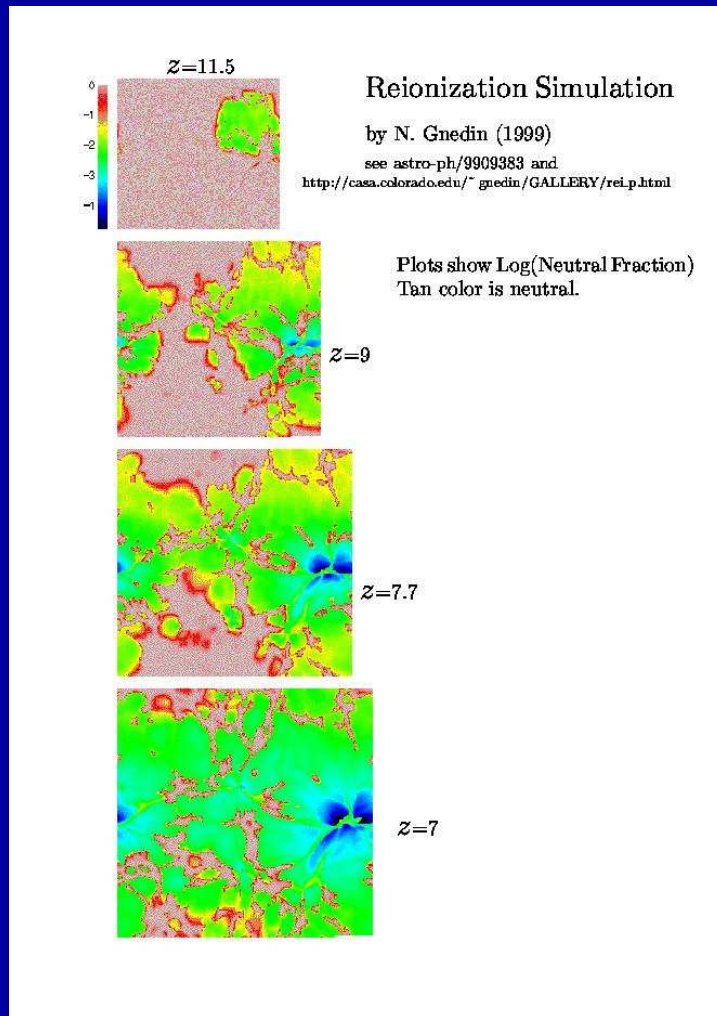 z=11.5
0
−1
−2
−3
−1
Reionization Simulation
by N. Gnedin (1999)
see astro-ph/9909383 and
http://casa.colorado.edu/~gnedin/GALLERY/rei_p.html
Plots show Log(Neutral Fraction)
Tan color is neutral.
z=9
z=7.7
z=7